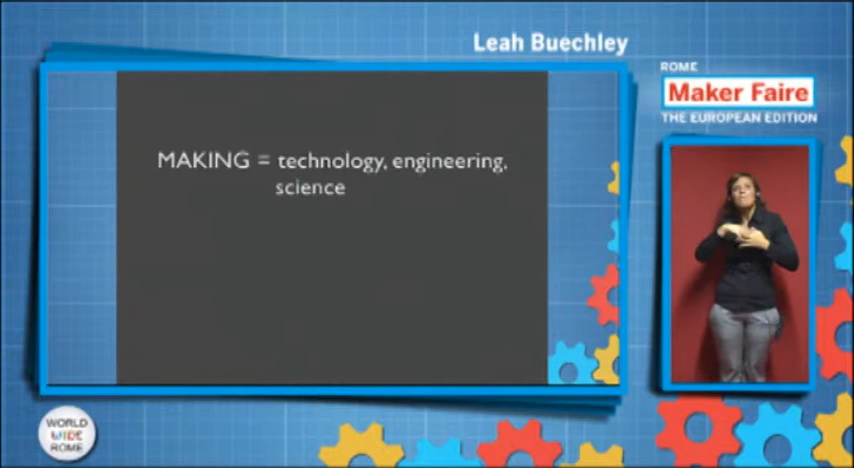 Leah Buechley
ROME
Maker Faire
THE EUROPEAN EDITION
MAKING = technology, engineering,
science
WORLD
WIDE
ROME